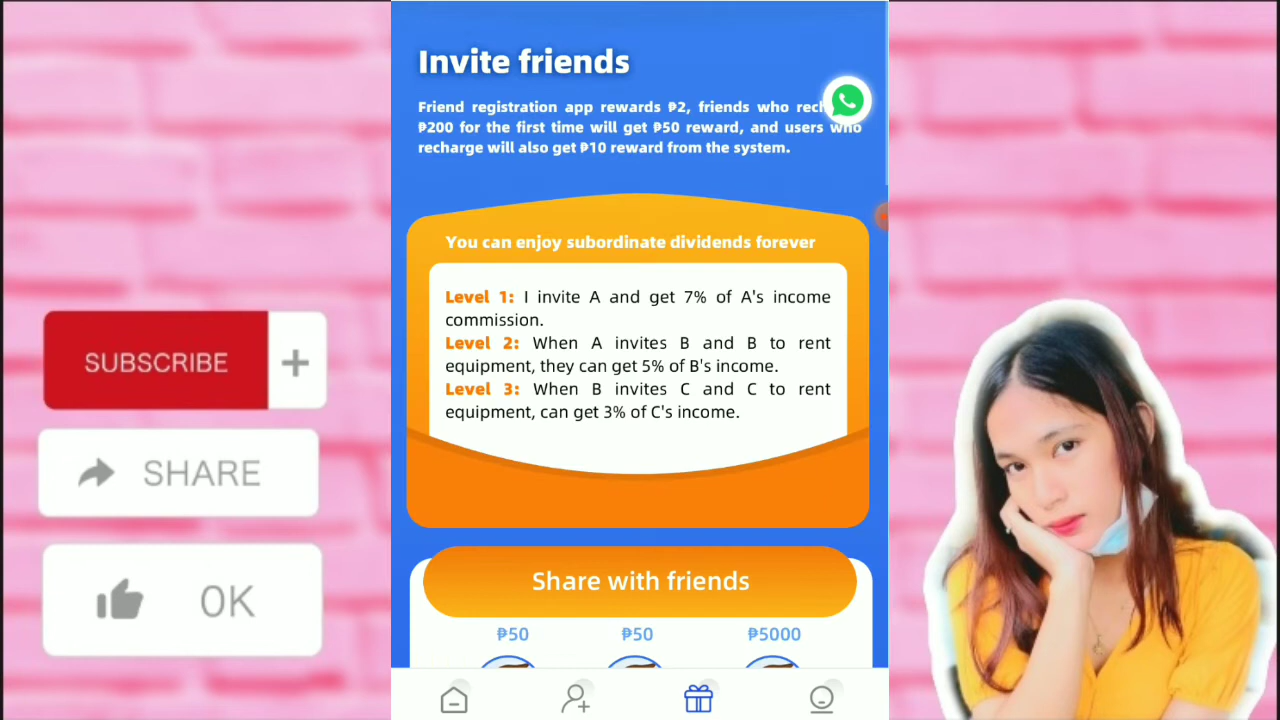 Invite friends
Friend registration app rewards ₱2, friends who
₱200 for the first time will get ₱50 reward, and users who
recharge will also get ₱10 reward from the system.
You can enjoy subordinate dividends forever
Level 1: I invite A and get 7% of A's income
commission.
Level 2: When A invites B and B to rent
equipment, they can get 5% of B's income.
Level 3: When B invites C and C to rent
equipment, can get 3% of C's income.
SUBSCRIBE +
SHARE
OK
Share with friends
₱50 ₱50 ₱5000